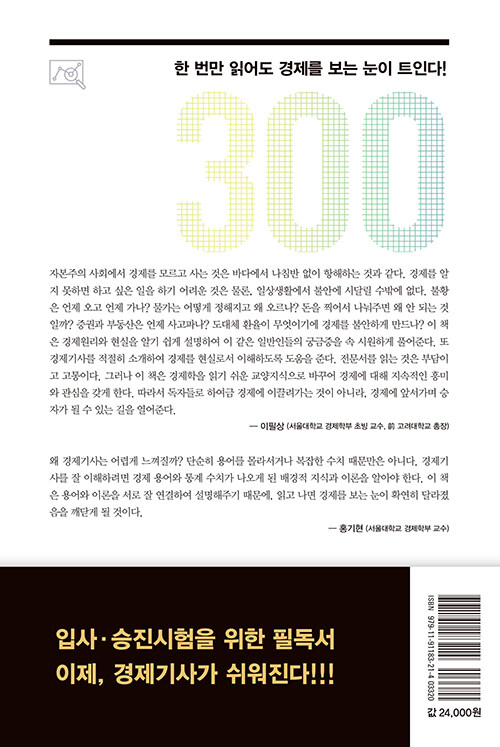 한 번만 읽어도 경제를 보는 눈이 트인다!
300
자본주의 사회에서 경제를 모르고 사는 것은 바다에서 나침반 없이 항해하는 것과 같다. 경제를 알
지 못하면 하고 싶은 일을 하기 어려운 것은 물론, 일상생활에서 불안에 시달릴 수밖에 없다. 불황
은 언제 오고 언제 가나? 물가는 어떻게 정해지고 왜 오르나? 돈을 찍어서 나눠주면 왜 안 되는 것
일까? 증권과 부동산은 언제 사고파나? 도대체 환율이 무엇이기에 경제를 불안하게 만드나? 이 책
은 경제원리와 현실을 알기 쉽게 설명하여 이 같은 일반인들의 궁금증을 속 시원하게 풀어준다. 또
경제기사를 적절히 소개하여 경제를 현실로서 이해하도록 도움을 준다. 전문서를 읽는 것은 부담이
고 고통이다. 그러나 이 책은 경제학을 읽기 쉬운 교양지식으로 바꾸어 경제에 대해 지속적인 흥미
와 관심을 갖게 한다. 따라서 독자들로 하여금 경제에 이끌려가는 것이 아니라, 경제에 앞서가며 승
자가 될 수 있는 길을 열어준다.
— 이필상 (서울대학교 경제학부 초빙 교수, 前 고려대학교 총장)
왜 경제기사는 어렵게 느껴질까? 단순히 용어를 몰라서거나 복잡한 수치 때문만은 아니다. 경제기
사를 잘 이해하려면 경제 용어와 통계 수치가 나오게 된 배경적 지식과 이론을 알아야 한다. 이 책
은 용어와 이론을 서로 잘 연결하여 설명해주기 때문에, 읽고 나면 경제를 보는 눈이 확연히 달라졌
음을 깨닫게 될 것이다.
— 홍기현 (서울대학교 경제학부 교수)
입사·승진시험을 위한 필독서
이제, 경제기사가 쉬워진다!!!
ISBN 979-11-91183-21-4 03320
값 24,000원